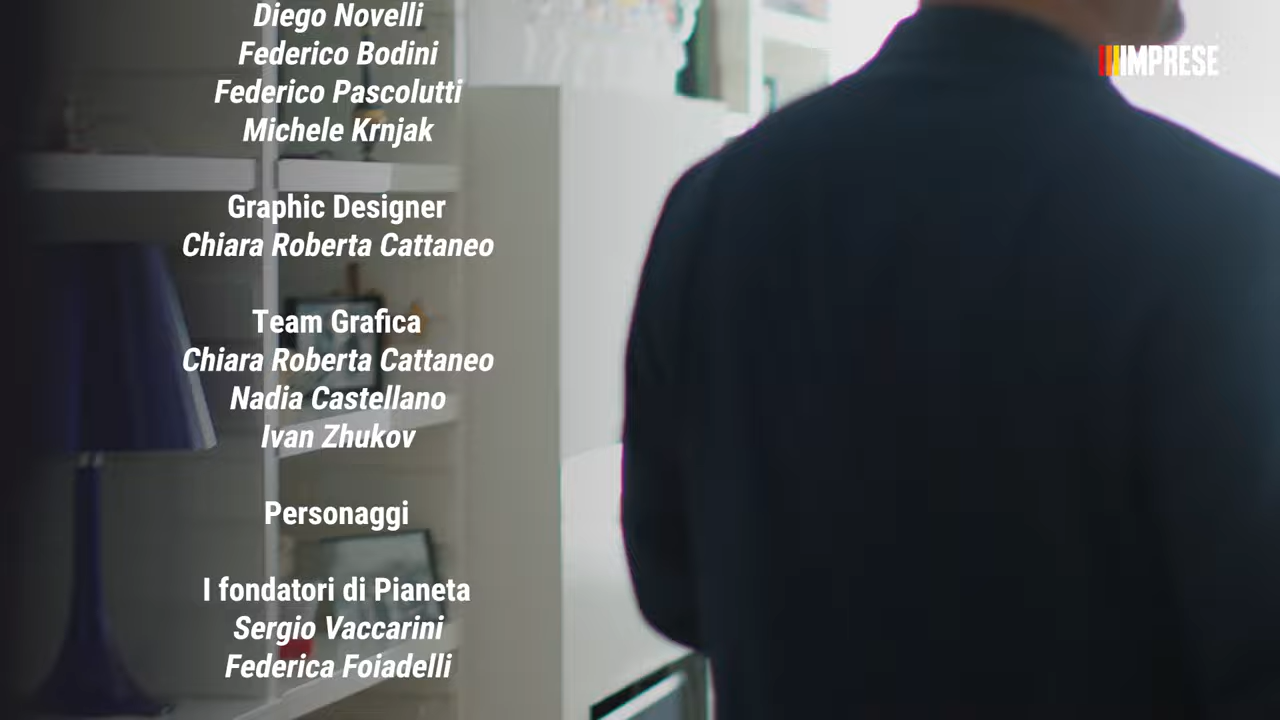 Diego Novelli
Federico Bodini
Federico Pascolutti
Michele Krnjak
Graphic Designer
Chiara Roberta Cattaneo
Team Grafica
Chiara Roberta Cattaneo
Nadia Castellano
Ivan Zhukov
Personaggi
I fondatori di Pianeta
Sergio Vaccarini
Federica Foiadelli
IMPRESE